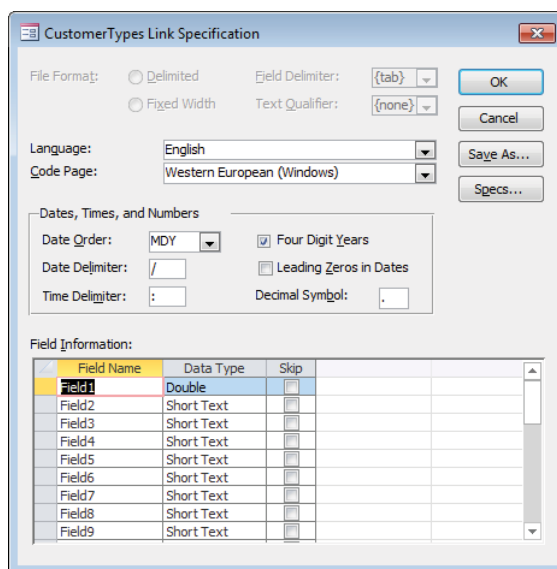 CustomerTypes Link Specification
File Format: Delimited Field Delimiter: {tab} OK
Fixed Width Text Qualifier: {none} Cancel
Language: English Save As...
Code Page: Western European (Windows) Specs...
Dates, Times, and Numbers
Date Order: MDY Four Digit Years
Date Delimiter: / Leading Zeros in Dates
Time Delimiter: : Decimal Symbol: .
Field Information:
Field Name Data Type Skip
Field1 Double
Field2 Short Text
Field3 Short Text
Field4 Short Text
Field5 Short Text
Field6 Short Text
Field7 Short Text
Field8 Short Text
Field9 Short Text